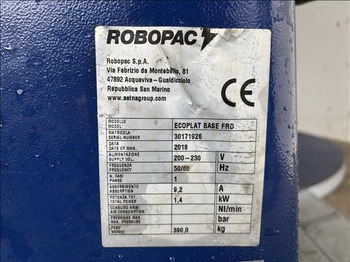 ROBOPAC
Robopac S.p.A.
Via Fabrizio da Montebello, 81
47892 Acquaviva - Gualdicciolo
Repubblica San Marino
www.aetnagroup.com
CE
MODELLO
MODEL ECOPLAT BASE FRD
MATRICOLA
SERIAL NUMBER 30171926
DATA
DATE OF MAN. 2018
ALIMENTAZIONE
SUPPLY VOL. 200-230 V
FREQUENZA
FREQUENCY 50/60 Hz
N. FASI
PHASE 1
ASSORBIMENTO
ABSORPTION 9,2 A
POTENZA TOT.
TOTAL POWER 1,4 kW
CONSUMO ARIA
AIR CONSUMPTION Nl/min
PRESSIONE MAX.
PRESSURE MAX. bar
PESO
WEIGHT 390,0 kg